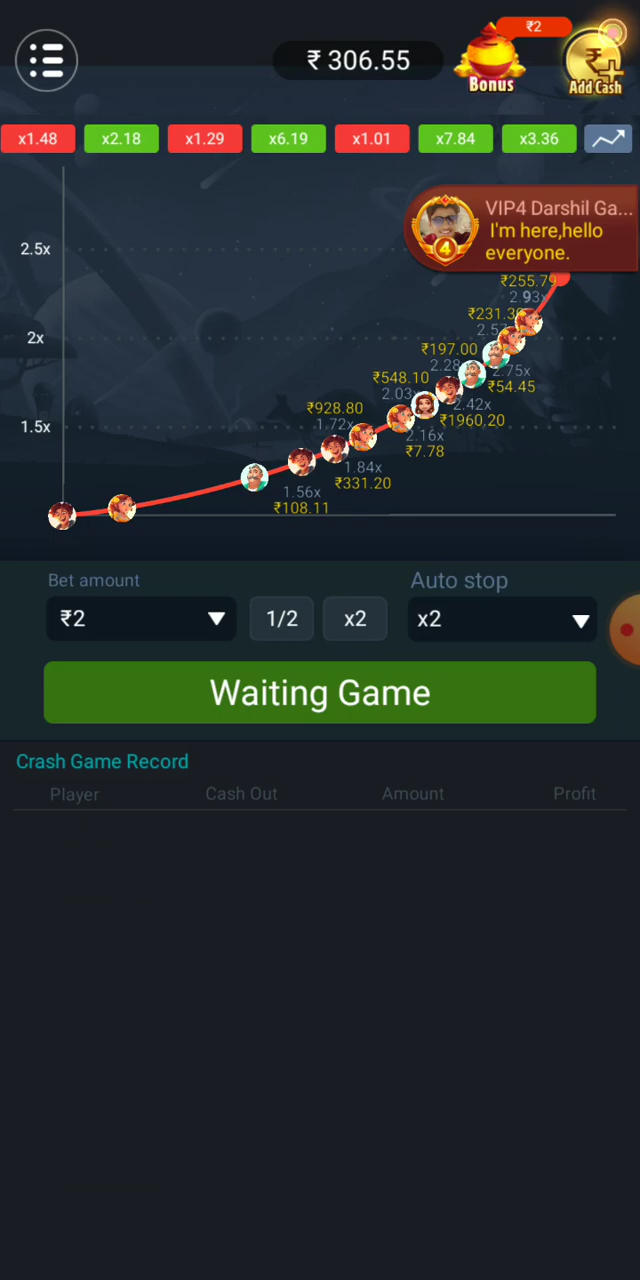 ₹2
₹ 306.55
Bonus
Add Cash
x1.48 x2.18 x1.29 x6.19 x1.01 x7.84 x3.36
VIP4 Darshil Ga...
4
I'm here,hello
everyone.
2.5x
₹255.79
2.93x
₹231.3
2x
₹197.00
2.28
2.75x
₹548.10
₹54.45
2.03x
2.42x
₹928.80
₹1960.20
1.72x
1.5x
2.16x
₹7.78
1.84x
₹331.20
1.56x
₹108.11
Bet amount
Auto stop
₹2
1/2
x2
x2
Waiting Game
Crash Game Record
Player Cash Out Amount Profit